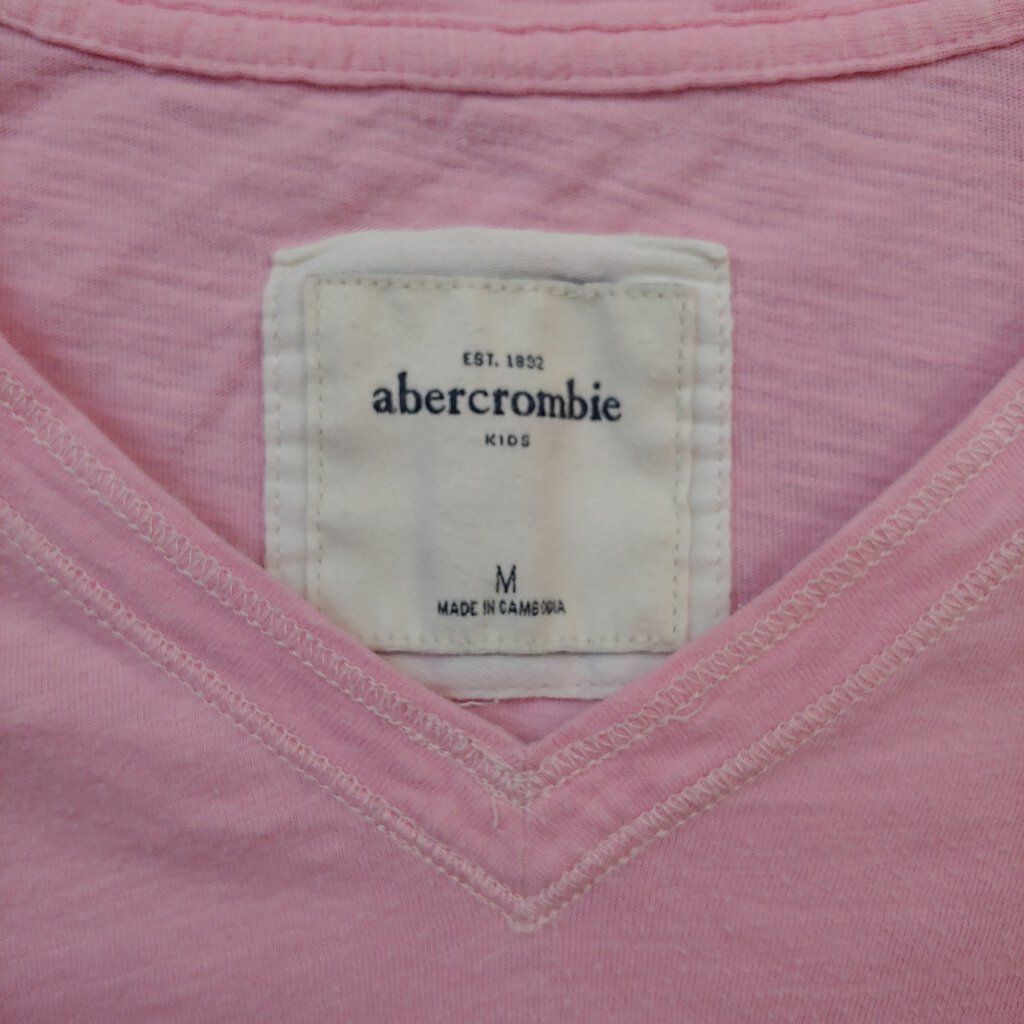 EST. 1892
abercrombie
KIDS
M
MADE IN CAMBODIA